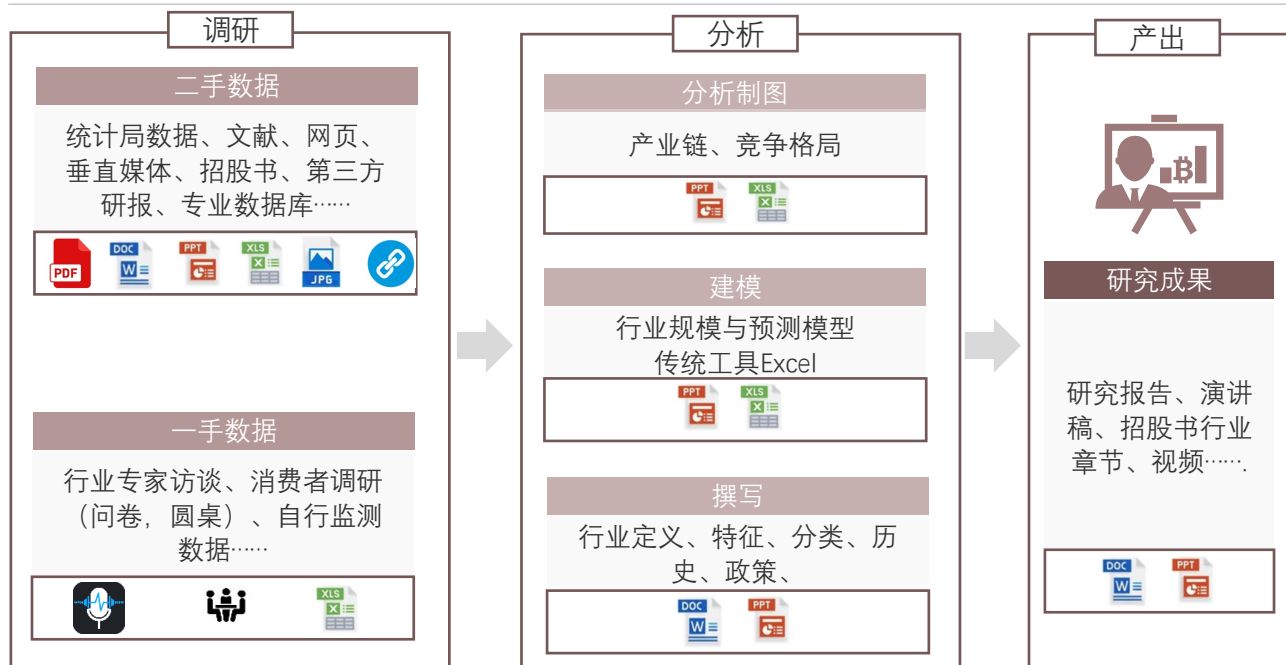 调研
二手数据
统计局数据、文献、网页、
垂直媒体、招股书、第三方
研报、专业数据库……
PDF
DOC
W
PPT
XLS
X
JPG
一手数据
行业专家访谈、消费者调研
（问卷，圆桌）、自行监测
数据……
XLS
X
分析
分析制图
产业链、竞争格局
PPT
XLS
X
建模
行业规模与预测模型
传统工具Excel
PPT
XLS
X
撰写
行业定义、特征、分类、历
史、政策、
DOC
W
PPT
产出
研究成果
研究报告、演讲
稿、招股书行业
章节、视频…….
DOC
W
PPT